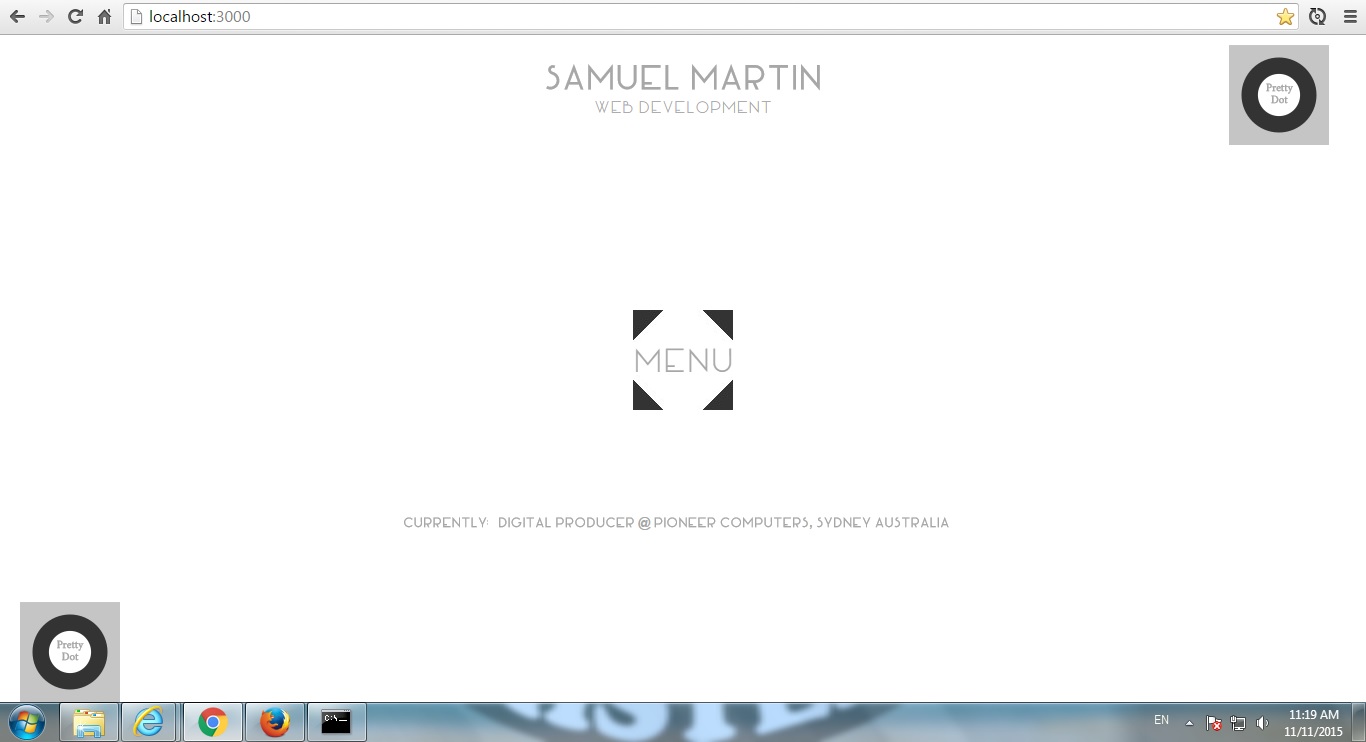 localhost:3000
SAMUEL MARTIN
WEB DEVELOPMENT
Pretty
Dot
MENU
CURRENTLY: DIGITAL PRODUCER @ PIONEER COMPUTERS, SYDNEY AUSTRALIA
Pretty
Dot
C:\
EN
11:19 AM
11/11/2015